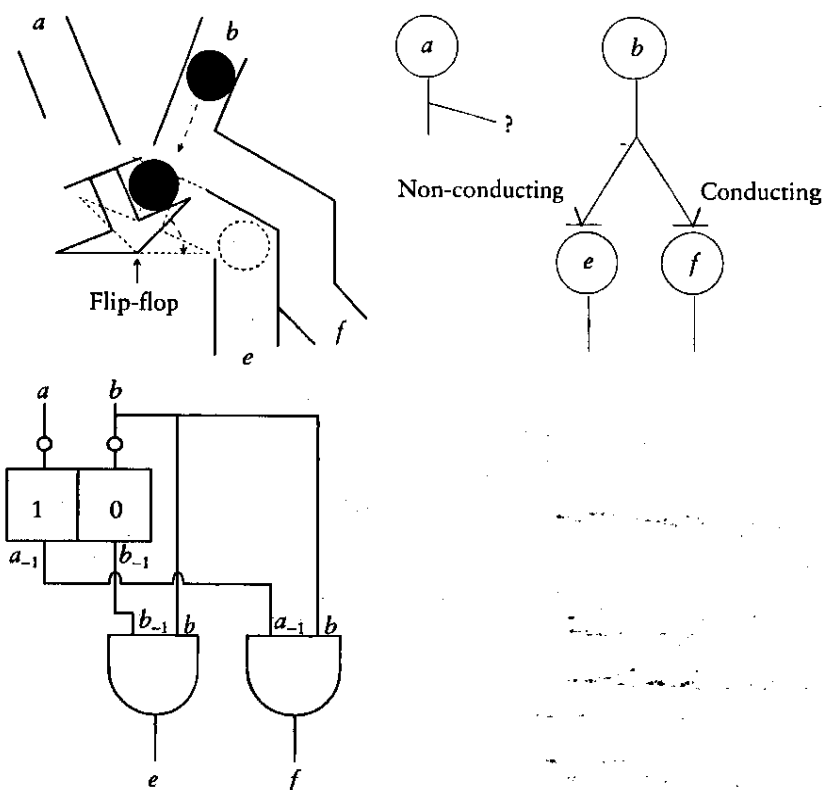 a b a b
?
Non-conducting Conducting
e f
Flip-flop
e f
a b
1 0
a₋₁ b₋₁
b₋₁ b a₋₁ b
e f